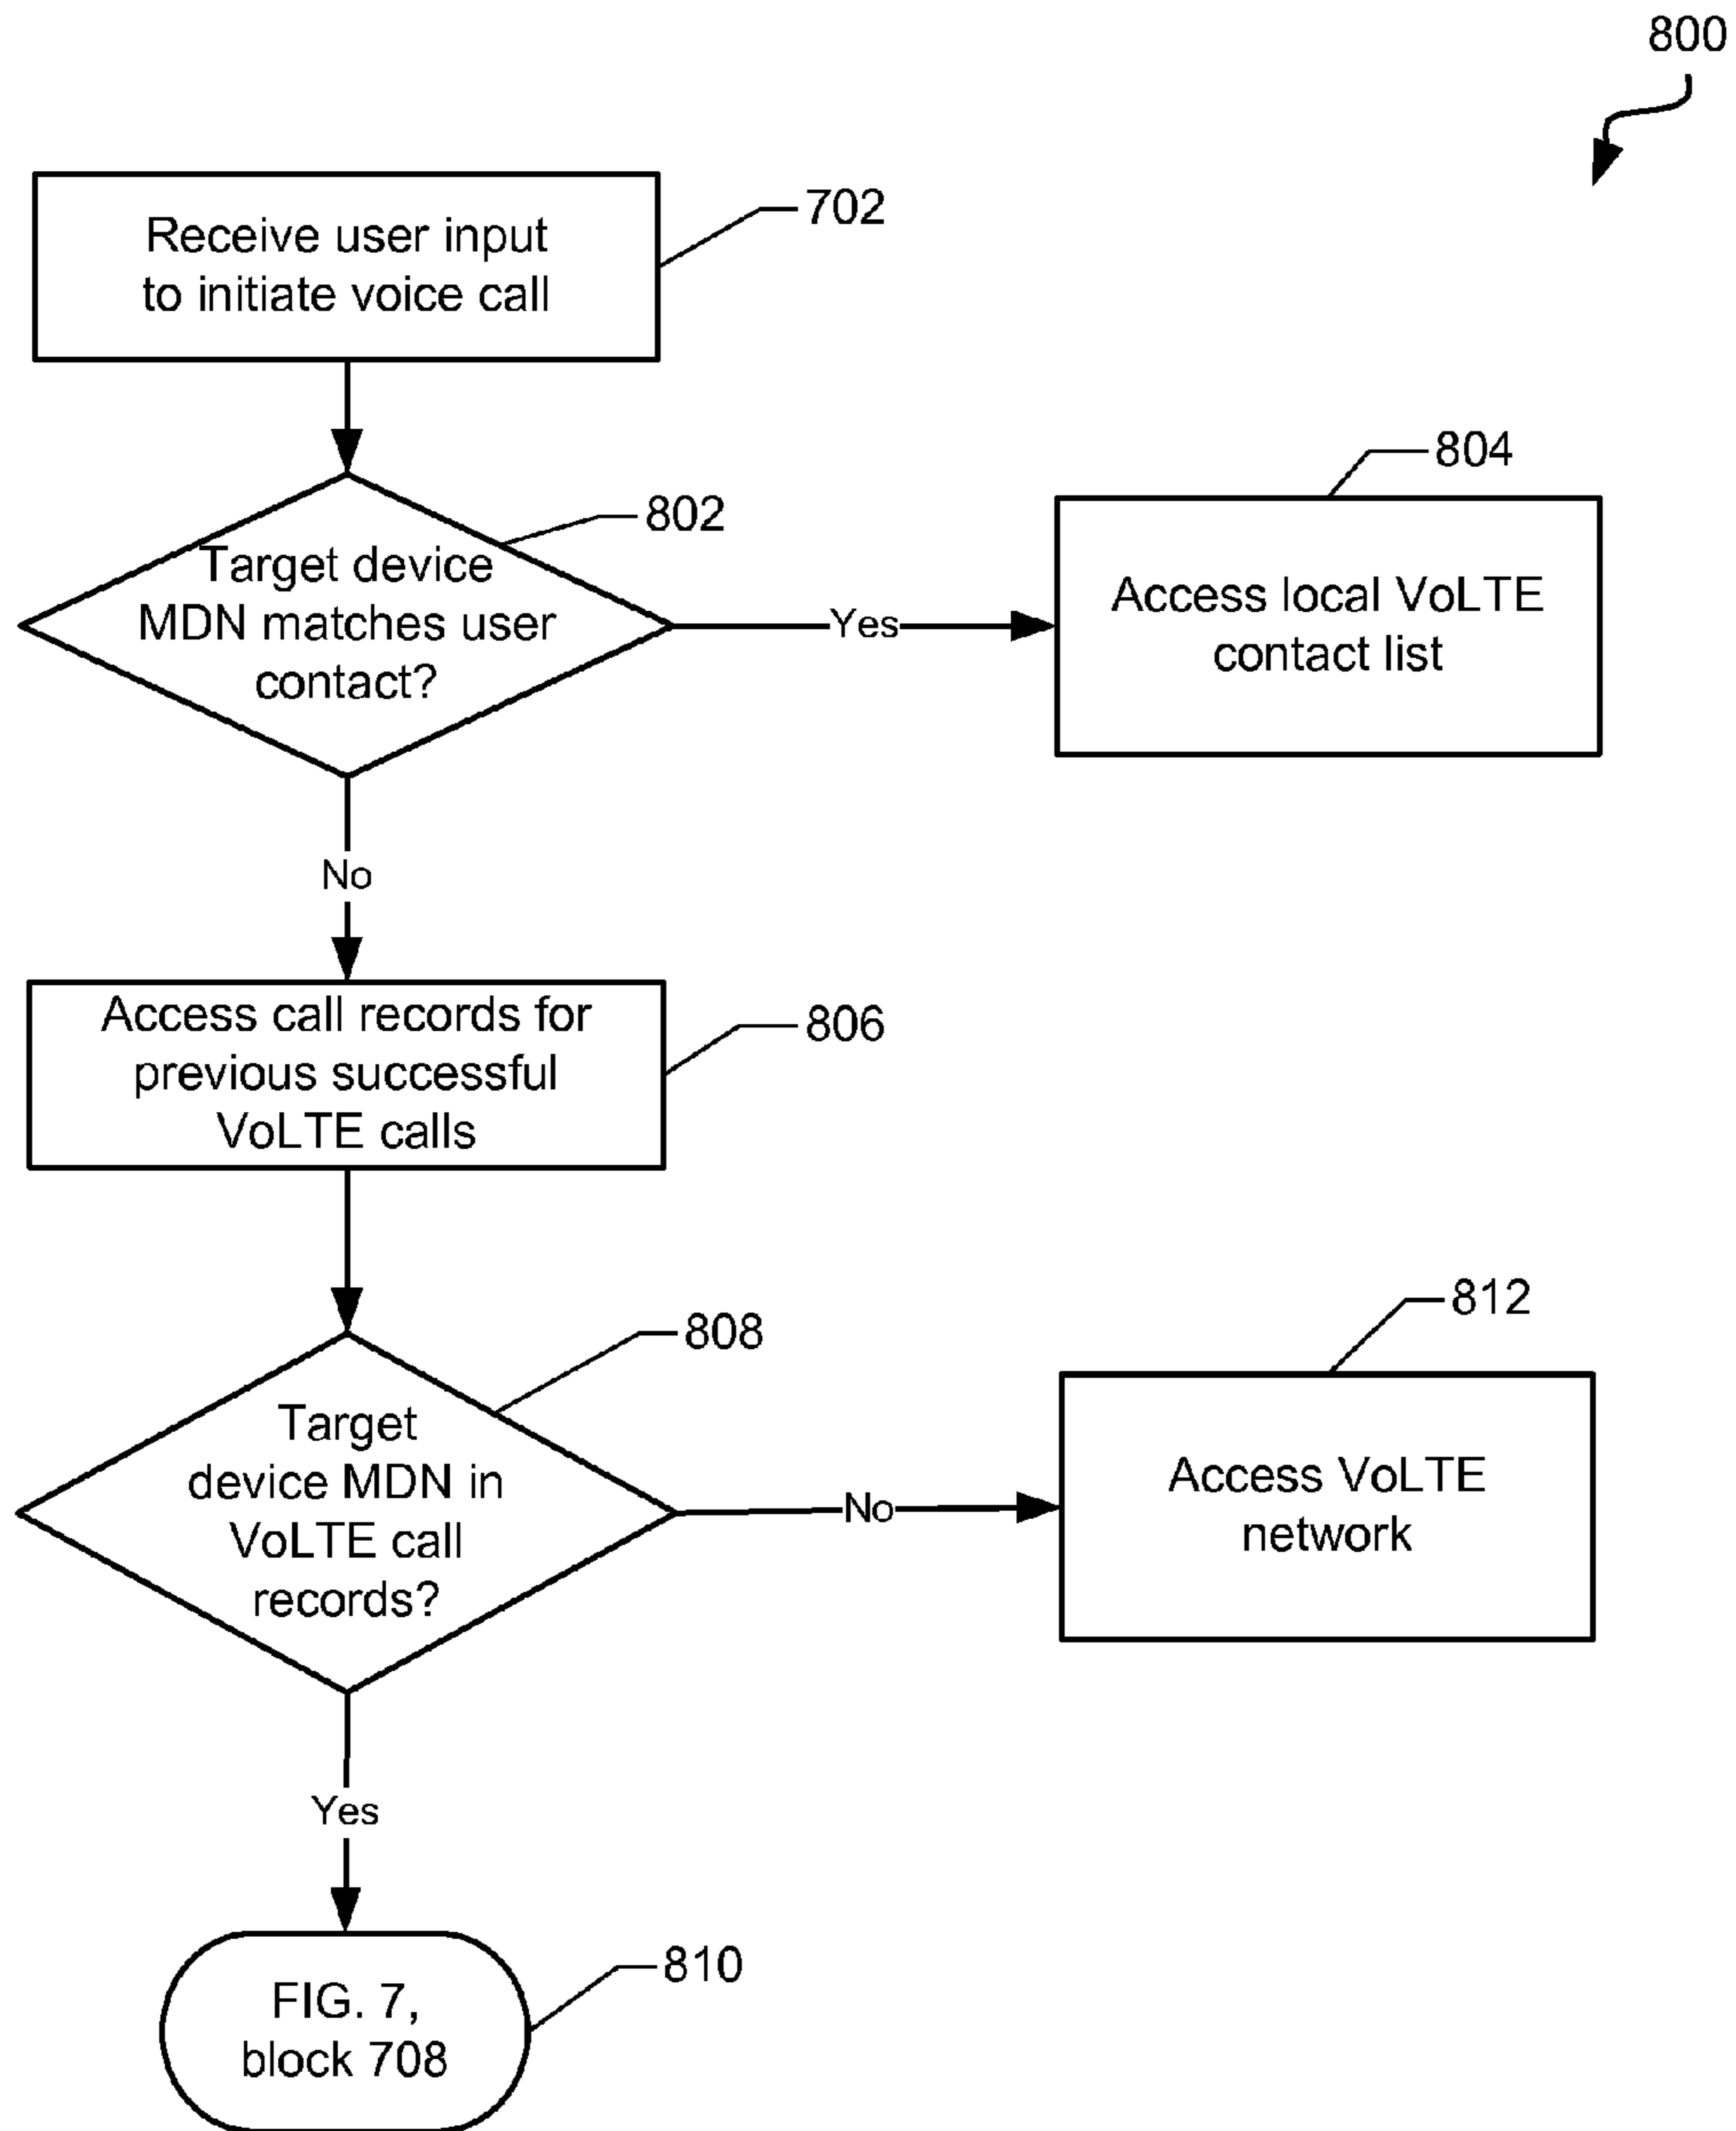 800
Receive user input
to initiate voice call
702
Target device
MDN matches user
contact?
802
Yes
Access local VoLTE
contact list
804
No
Access call records for
previous successful
VoLTE calls
806
Target
device MDN in
VoLTE call
records?
808
No
Access VoLTE
network
812
Yes
FIG. 7,
block 708
810